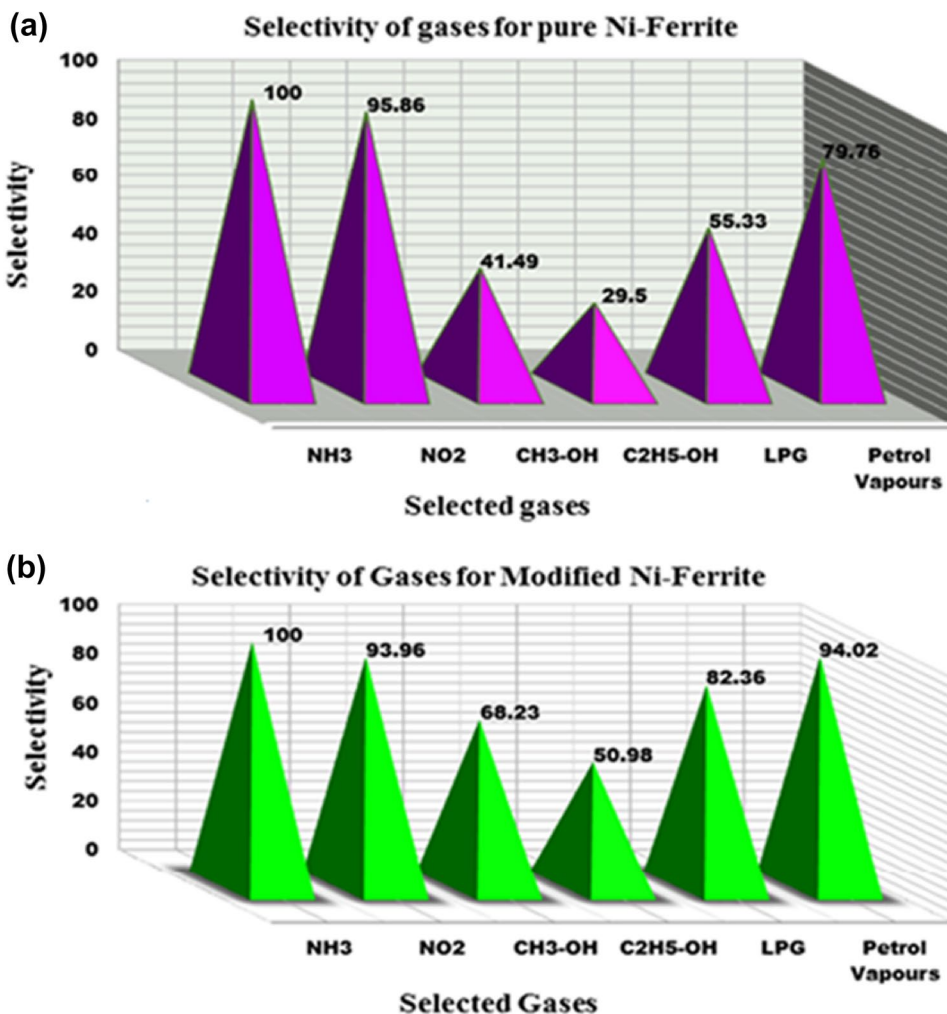 (a)
Selectivity of gases for pure Ni-Ferrite
Selectivity
100
80
60
40
20
0
100
95.86
41.49
29.5
55.33
79.76
NH3
NO2
CH3-OH
C2H5-OH
LPG
Petrol
Vapours
Selected gases
(b)
Selectivity of Gases for Modified Ni-Ferrite
Selectivity
100
80
60
40
20
0
100
93.96
68.23
50.98
82.36
94.02
NH3
NO2
CH3-OH
C2H5-OH
LPG
Petrol
Vapours
Selected Gases